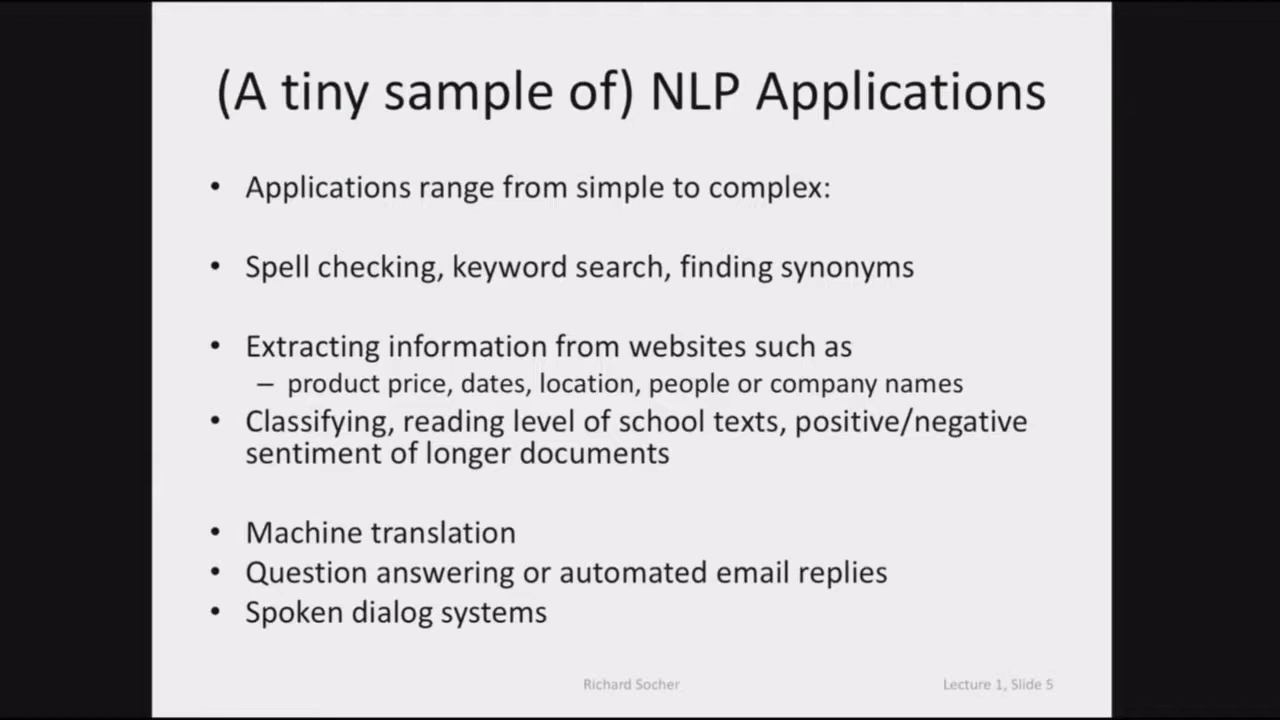 (A tiny sample of) NLP Applications
• Applications range from simple to complex:
• Spell checking, keyword search, finding synonyms
• Extracting information from websites such as
– product price, dates, location, people or company names
• Classifying, reading level of school texts, positive/negative
sentiment of longer documents
• Machine translation
• Question answering or automated email replies
• Spoken dialog systems
Richard Socher
Lecture 1, Slide 5